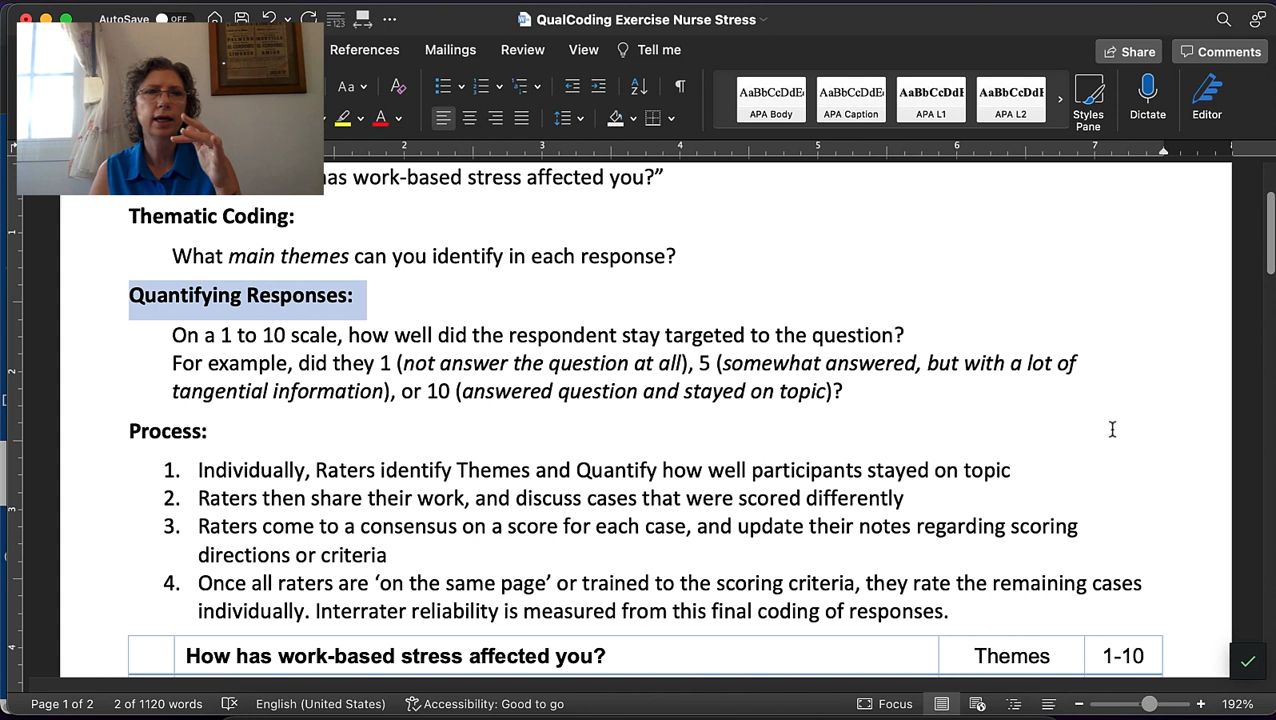 AutoSave OFF
QualCoding Exercise Nurse Stress
References Mailings Review View Tell me
Share Comments
Aa
AaBbCcDdE AaBbCcDdE AaBbCcDdE AaBbCcDdE
APA Body APA Caption APA L1 APA L2
Styles Pane
Dictate
Editor
2 3 4 5 6 7
has work-based stress affected you?”
Thematic Coding:
What main themes can you identify in each response?
Quantifying Responses:
On a 1 to 10 scale, how well did the respondent stay targeted to the question?
For example, did they 1 (not answer the question at all), 5 (somewhat answered, but with a lot of
tangential information), or 10 (answered question and stayed on topic)?
Process:
1. Individually, Raters identify Themes and Quantify how well participants stayed on topic
2. Raters then share their work, and discuss cases that were scored differently
3. Raters come to a consensus on a score for each case, and update their notes regarding scoring
directions or criteria
4. Once all raters are ‘on the same page’ or trained to the scoring criteria, they rate the remaining cases
individually. Interrater reliability is measured from this final coding of responses.
How has work-based stress affected you? Themes 1-10
Page 1 of 2 2 of 1120 words English (United States) Accessibility: Good to go Focus 192%